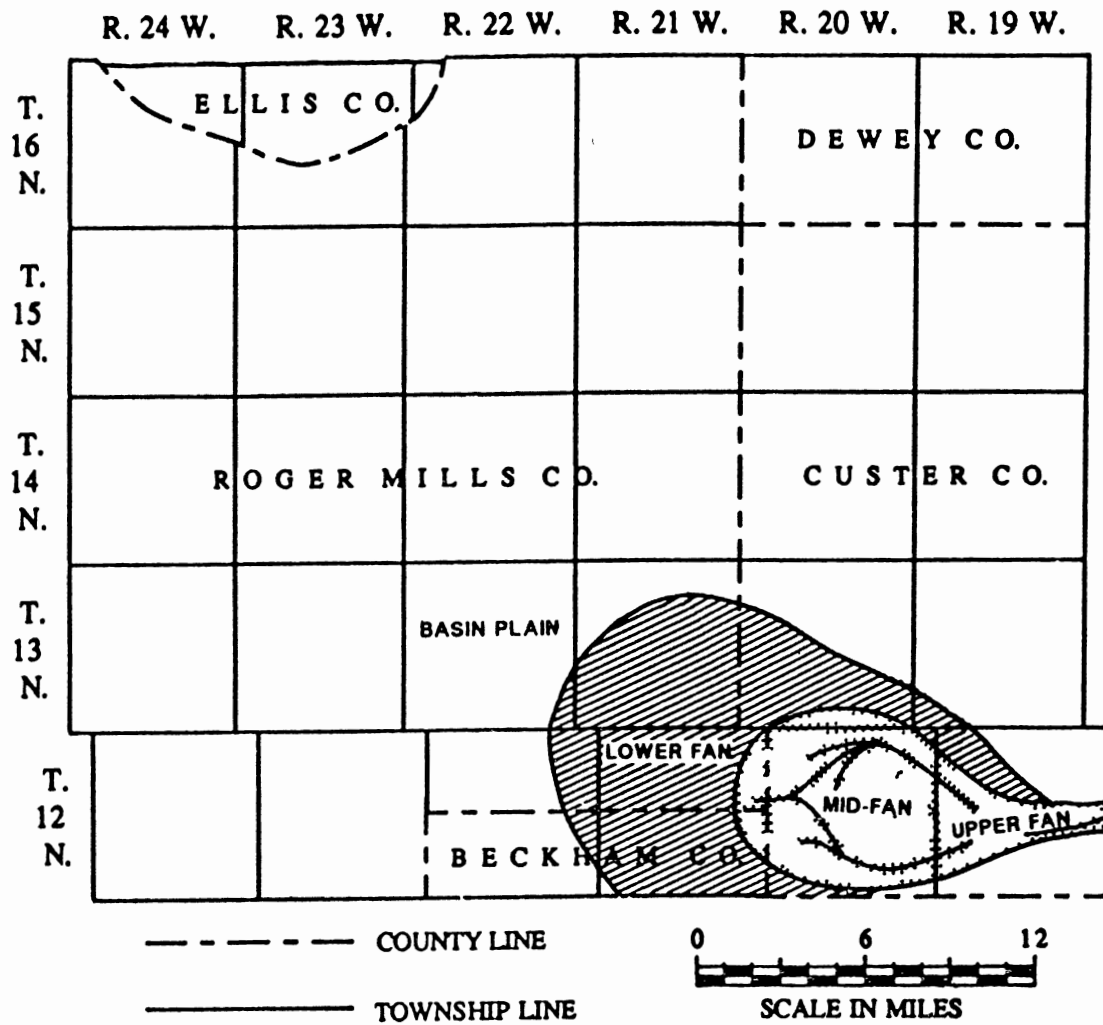 R. 24 W. R. 23 W. R. 22 W. R. 21 W. R. 20 W. R. 19 W.
T.
16
N.
ELLIS CO.
DEWEY CO.
T.
15
N.
T.
14
N.
ROGER MILLS CO.
CUSTER CO.
T.
13
N.
BASIN PLAIN
T.
12
N.
LOWER FAN
MID-FAN
UPPER FAN
BECKHAM CO.
COUNTY LINE
0 6 12
TOWNSHIP LINE
SCALE IN MILES